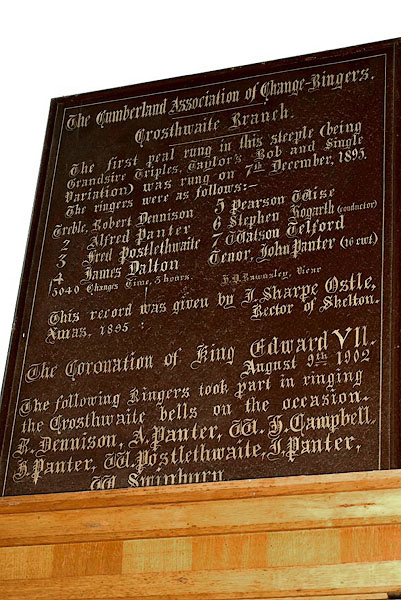 The Cumberland Association of Change-Ringers.
Crosthwaite Branch.
The first peal rung in this steeple (being
Grandsire Triples, Taylor's Bob and Single
Variation) was rung on 7th December, 1895.
The ringers were as follows:—
Treble, Robert Dennison 5 Pearson Wise
2 Alfred Panter 6 Stephen Hogarth (conductor)
3 Fred Postlethwaite 7 Watson Telford
4 James Dalton Tenor, John Panter (16 cwt)
5040 Changes Time, 3 hours. H.D. Rawnsley, Vicar
This record was given by J. Sharpe Ostle,
Xmas, 1895 : Rector of Skelton.
The Coronation of King Edward VII.
August 9th 1902
The following Ringers took part in ringing
the Crosthwaite bells on the occasion.
R. Dennison, A. Panter, W. H. Campbell,
H. Panter, W. Postlethwaite, J. Panter,
W. Swinburn